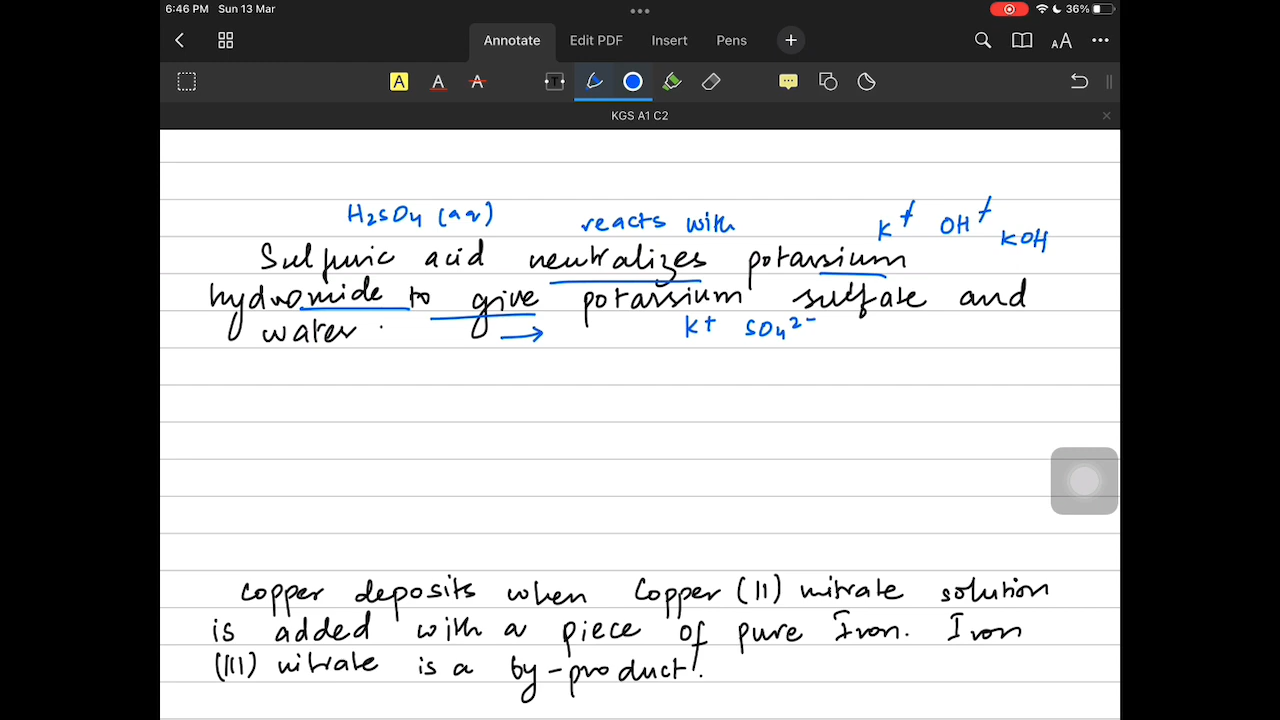 6:46 PM Sun 13 Mar
36%
Annotate Edit PDF Insert Pens
KGS A1 C2
H2SO4 (aq) reacts with K+ OH+ KOH
Sulfuric acid neutralizes potassium
hydroxide to give potassium sulfate and
water. → K+ SO4 2-
Copper deposits when Copper (II) nitrate solution
is added with a piece of pure Iron. Iron
(III) nitrate is a by-product.